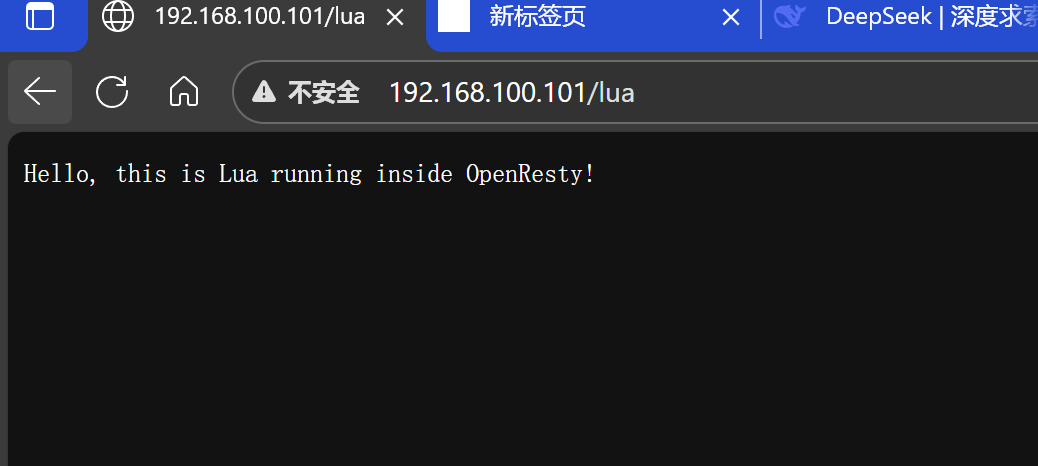 192.168.100.101/lua
新标签页
DeepSeek | 深度求索
不安全 192.168.100.101/lua
Hello, this is Lua running inside OpenResty!